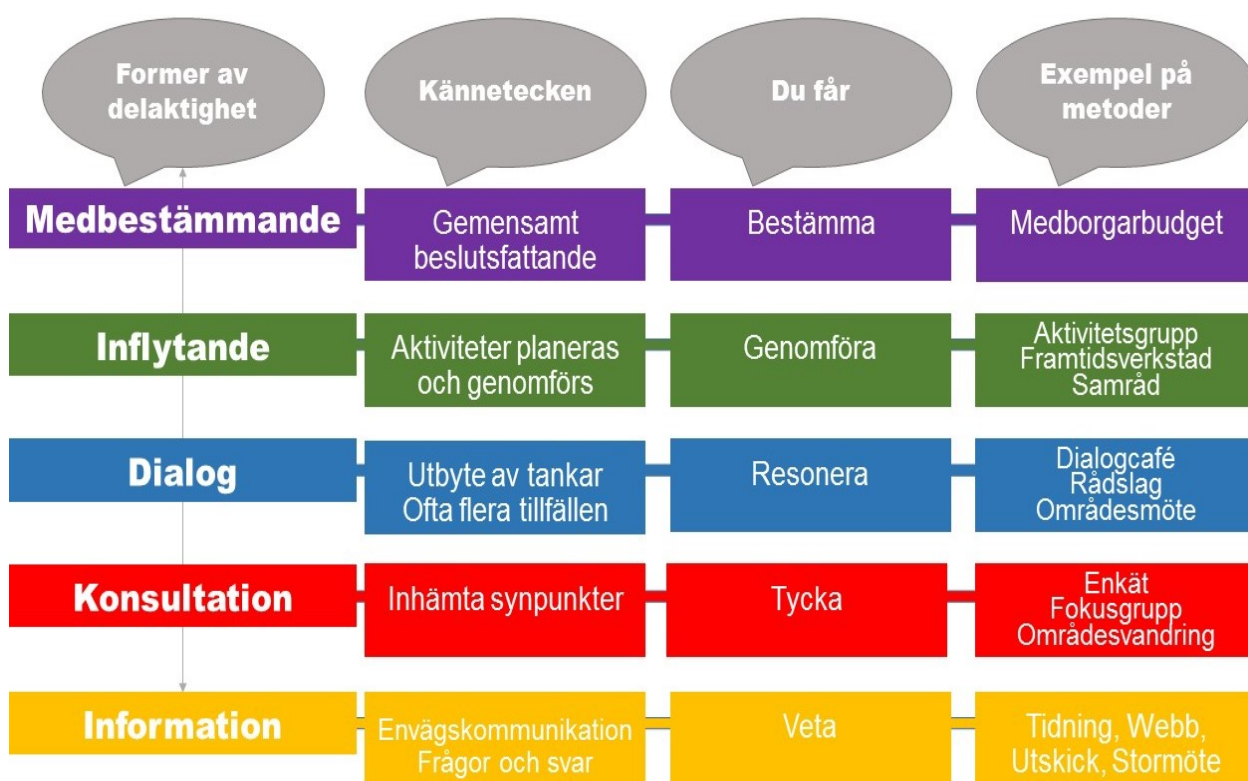 Former av
delaktighet
Kännetecken
Du får
Exempel på
metoder
Medbestämmande
Gemensamt
beslutsfattande
Bestämma
Medborgarbudget
Inflytande
Aktiviteter planeras
och genomförs
Genomföra
Aktivitetsgrupp
Framtidsverkstad
Samråd
Dialog
Utbyte av tankar
Ofta flera tillfällen
Resonera
Dialogcafé
Rådslag
Områdesmöte
Konsultation
Inhämta synpunkter
Tycka
Enkät
Fokusgrupp
Områdesvandring
Information
Envägskommunikation
Frågor och svar
Veta
Tidning, Webb,
Utskick, Stormöte